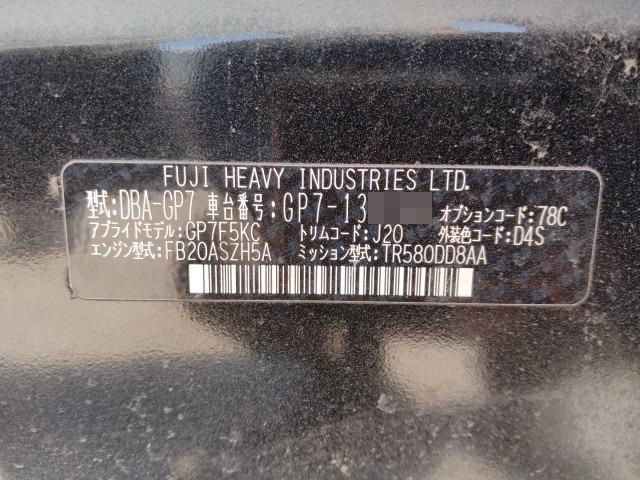 FUJI HEAVY INDUSTRIES LTD.
型式:DBA-GP7 車台番号:GP7-13 オプションコード:78C
アプライドモデル:GP7F5KC トリムコード:J20 外装色コード:D4S
エンジン型式:FB20ASZH5A ミッション型式:TR580DD8AA